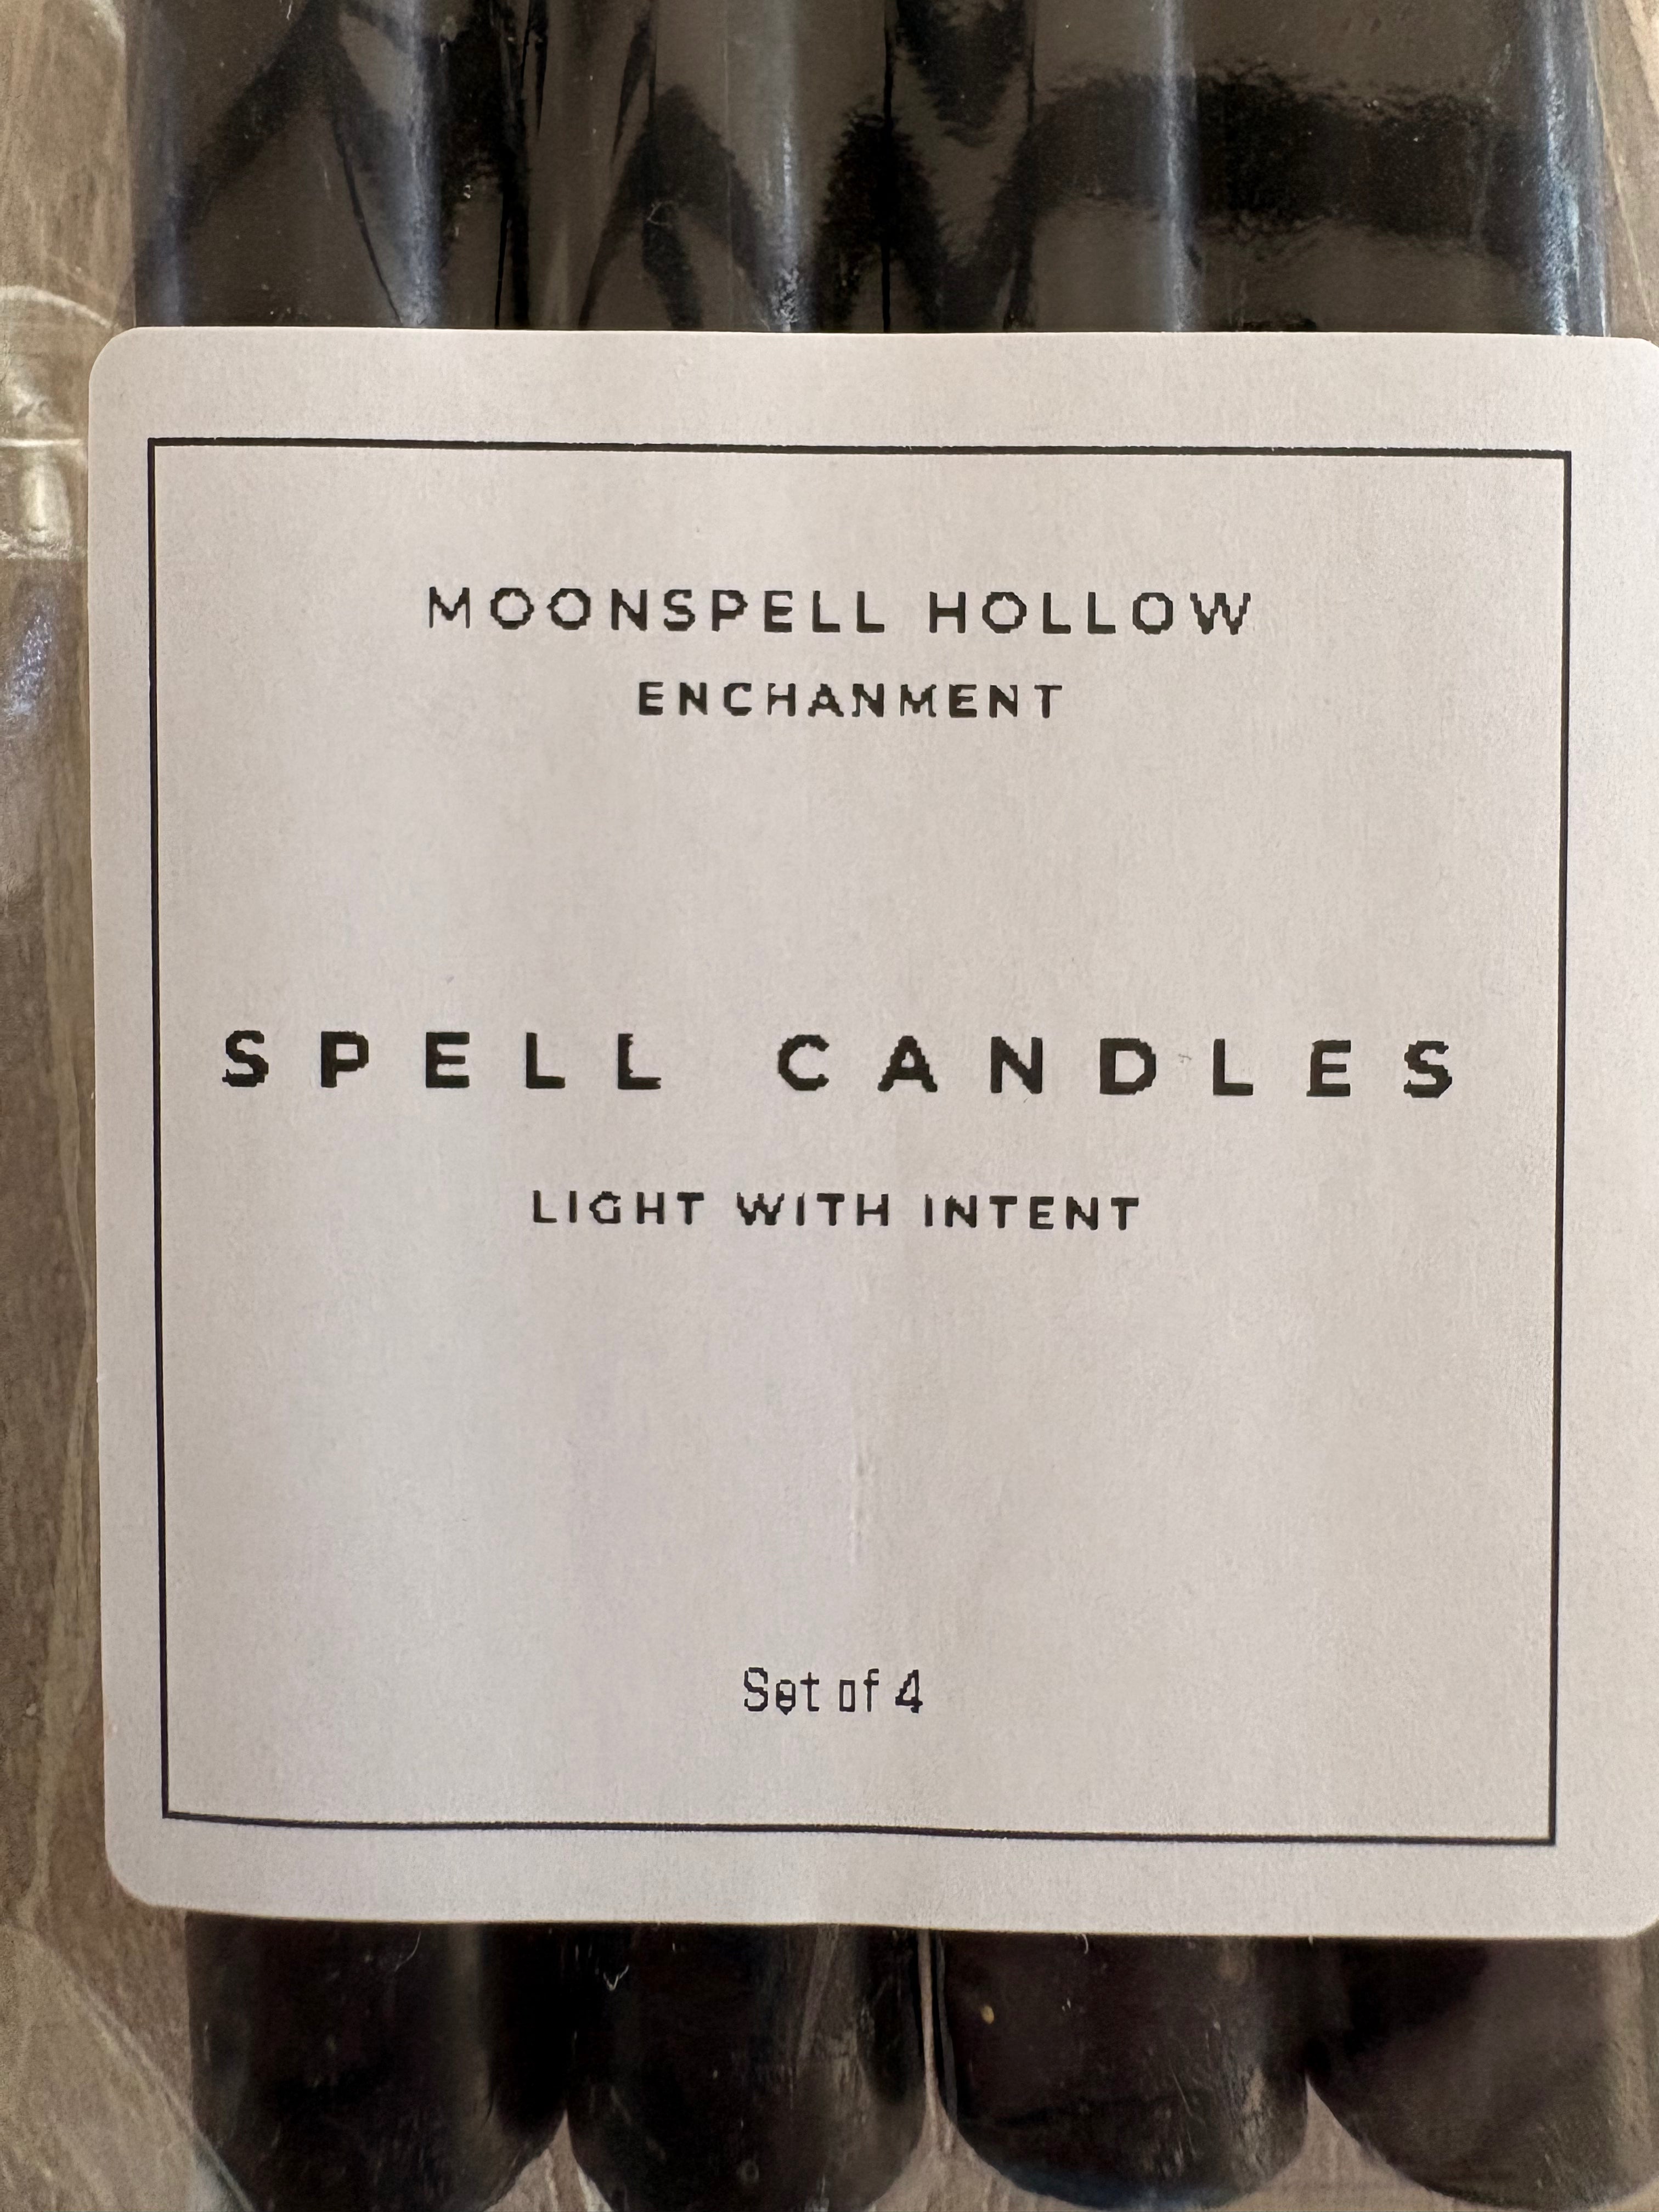 MOONSPELL HOLLOW
ENCHANMENT
SPELL CANDLES
LIGHT WITH INTENT
Set of 4